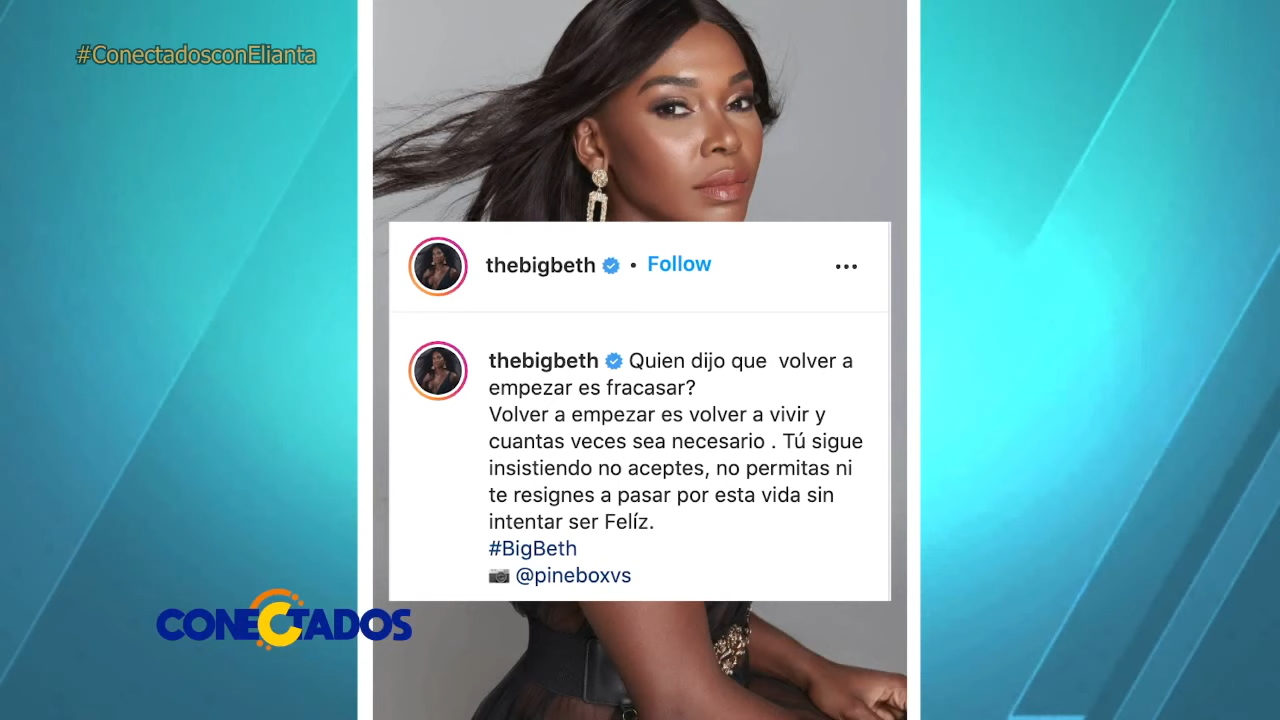 #ConectadosconElianta
thebigbeth • Follow
thebigbeth Quien dijo que volver a
empezar es fracasar?
Volver a empezar es volver a vivir y
cuantas veces sea necesario . Tú sigue
insistiendo no aceptes, no permitas ni
te resignes a pasar por esta vida sin
intentar ser Felíz.
#BigBeth
@pineboxvs
CONECTADOS